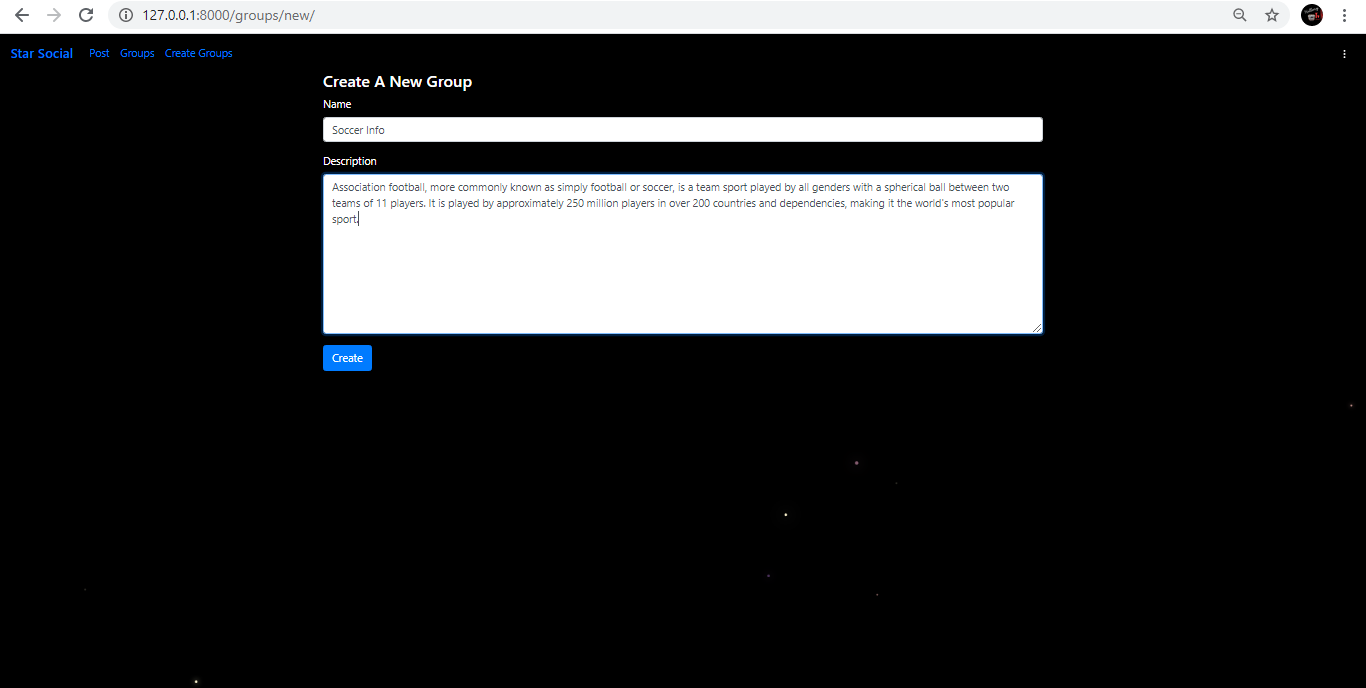 127.0.0.1:8000/groups/new/
Star Social Post Groups Create Groups
Create A New Group
Name
Soccer Info
Description
Association football, more commonly known as simply football or soccer, is a team sport played by all genders with a spherical ball between two
teams of 11 players. It is played by approximately 250 million players in over 200 countries and dependencies, making it the world's most popular
sport.
Create